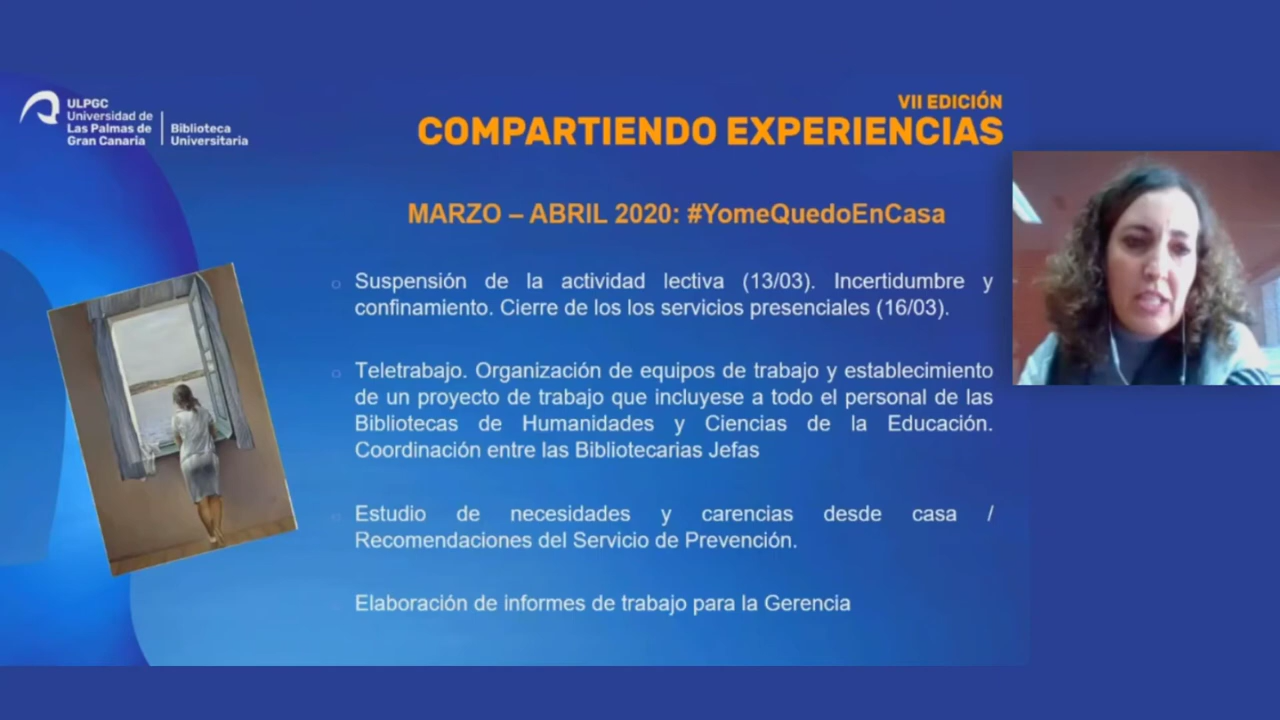 ULPGC
Universidad de
Las Palmas de
Gran Canaria
Biblioteca
Universitaria
VII EDICIÓN
COMPARTIENDO EXPERIENCIAS
MARZO – ABRIL 2020: #YomeQuedoEnCasa
Suspensión de la actividad lectiva (13/03). Incertidumbre y
confinamiento. Cierre de los los servicios presenciales (16/03).
Teletrabajo. Organización de equipos de trabajo y establecimiento
de un proyecto de trabajo que incluyese a todo el personal de las
Bibliotecas de Humanidades y Ciencias de la Educación.
Coordinación entre las Bibliotecarias Jefas
Estudio de necesidades y carencias desde casa /
Recomendaciones del Servicio de Prevención.
Elaboración de informes de trabajo para la Gerencia